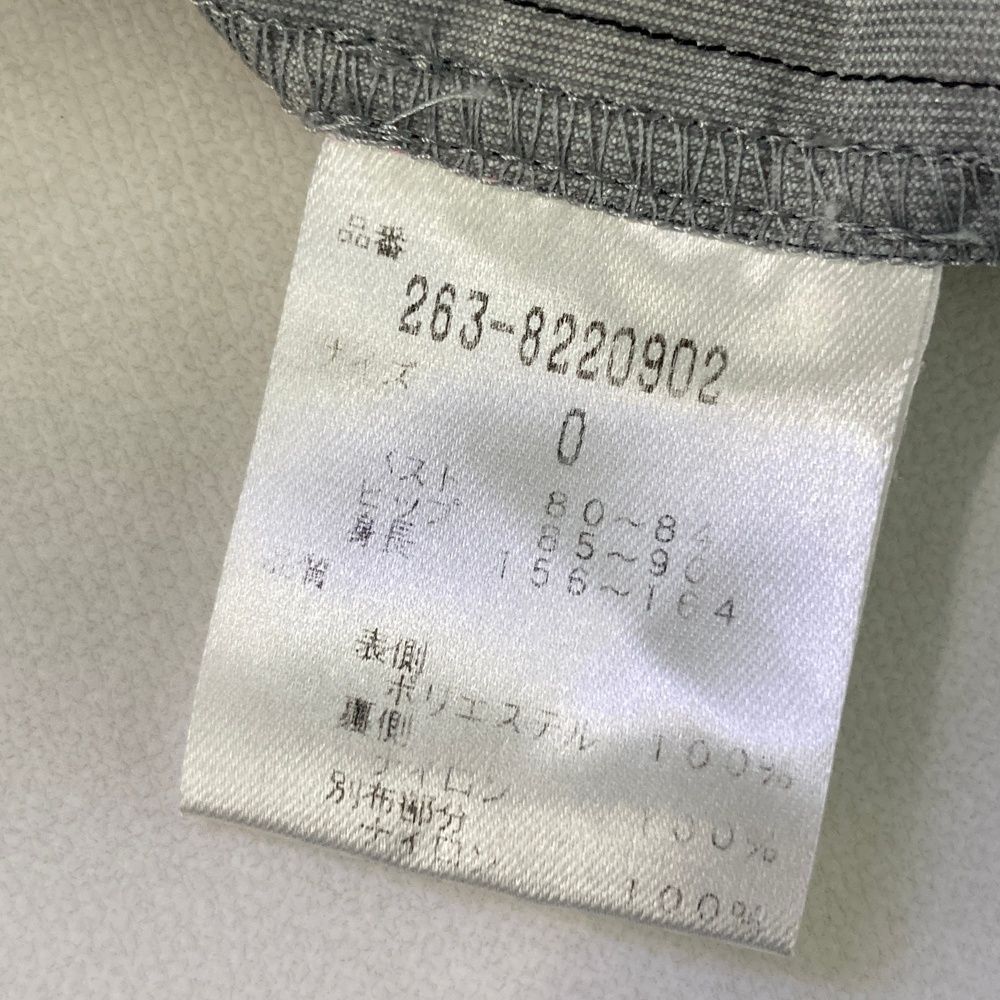 品番
263-8220902
サイズ
0
バスト 80～84
ヒップ 85～90
身長 156～164
表側
ポリエステル 100%
裏側
ナイロン 100%
別布部分
ナイロン 100%